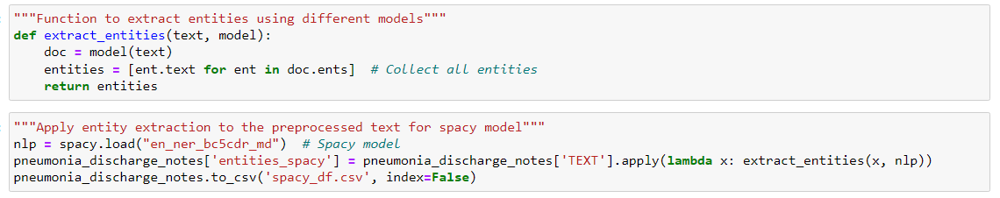 """Function to extract entities using different models"""
def extract_entities(text, model):
    doc = model(text)
    entities = [ent.text for ent in doc.ents]  # Collect all entities
    return entities
"""Apply entity extraction to the preprocessed text for spacy model"""
nlp = spacy.load("en_ner_bc5cdr_md")  # Spacy model
pneumonia_discharge_notes['entities_spacy'] = pneumonia_discharge_notes['TEXT'].apply(lambda x: extract_entities(x, nlp))
pneumonia_discharge_notes.to_csv('spacy_df.csv', index=False)